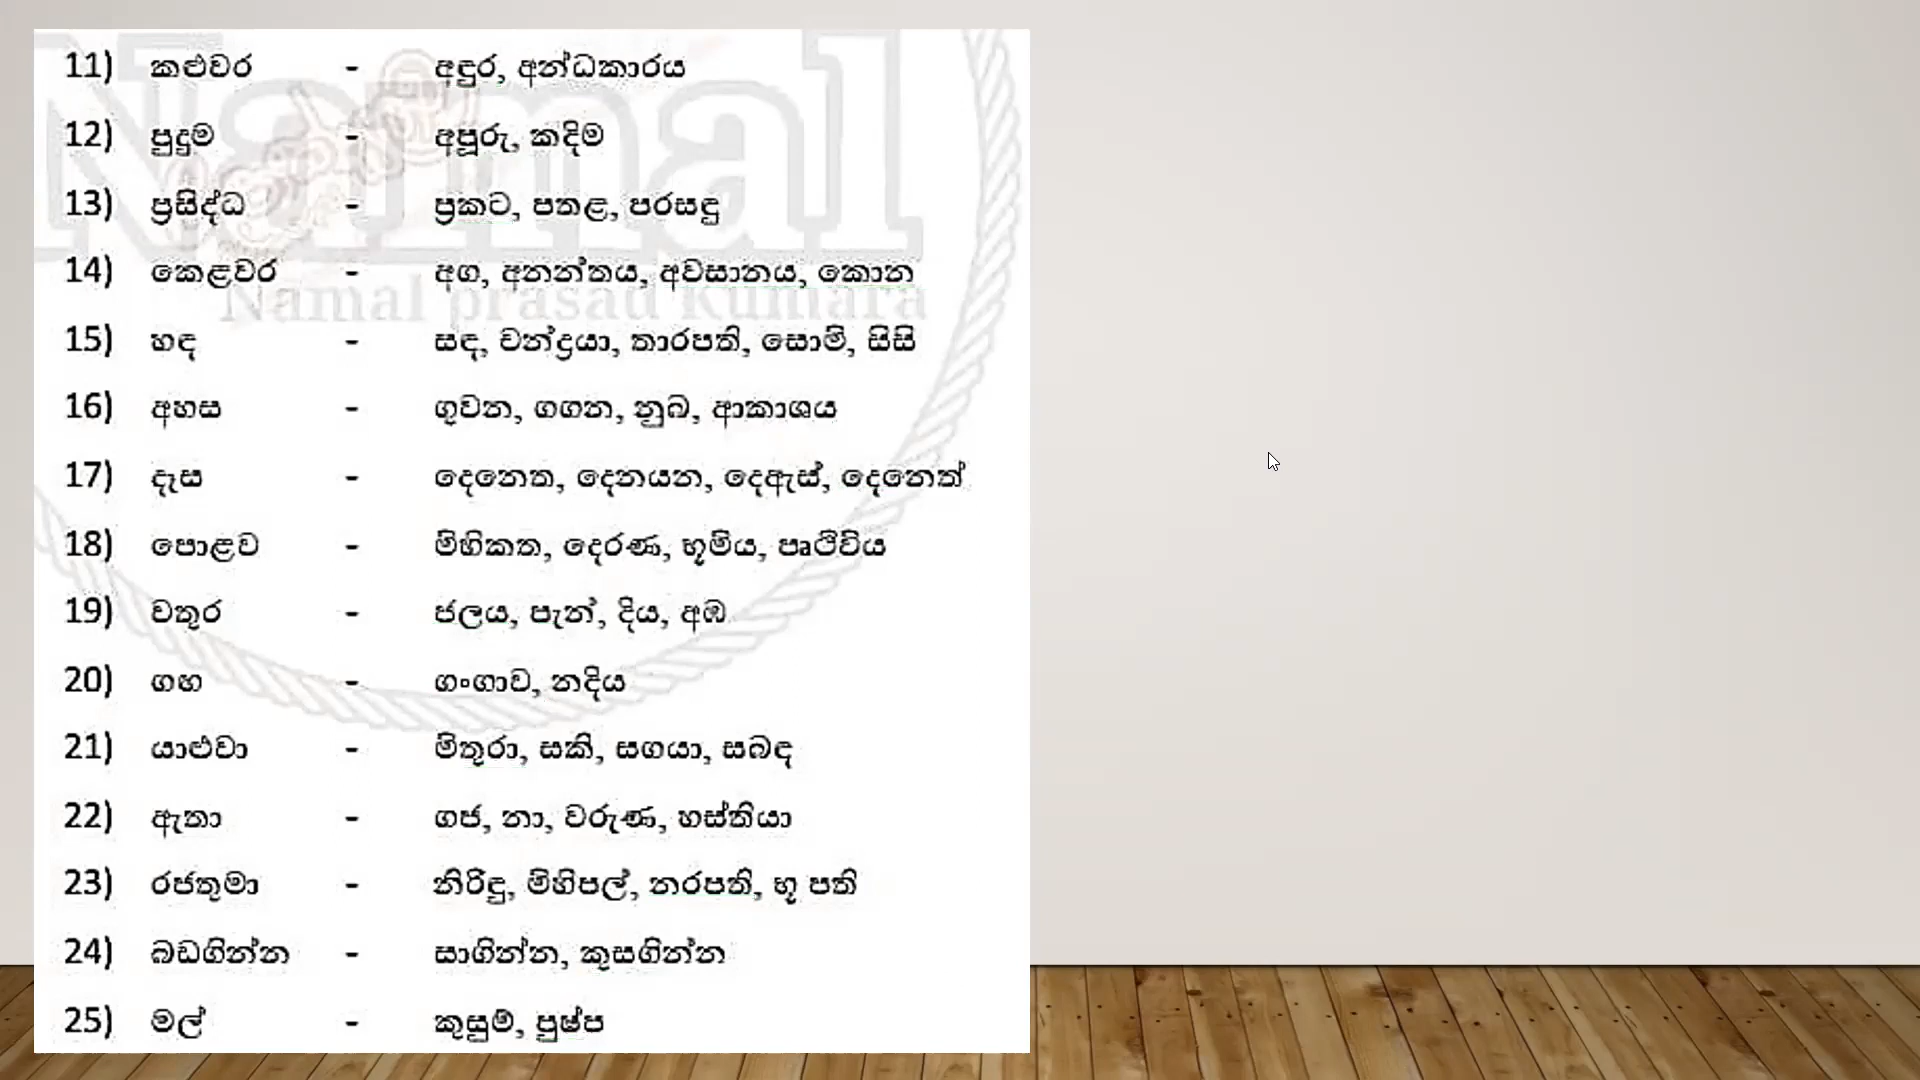 11) කළුවර - අඳුර, අන්ධකාරය
12) පුදුම - අපූරු, කදිම
13) ප්‍රසිද්ධ - ප්‍රකට, පතළ, පරසඳු
14) කෙළවර - අග, අනන්තය, අවසානය, කොන
15) හඳ - සඳ, චන්ද්‍රයා, තාරපති, සොමි, සිසි
16) අහස - ගුවන, ගගන, නුබ, ආකාශය
17) දෑස - දෙනෙත, දෙනයන, දෙඇස්, දෙනෙත්
18) පොළව - මිහිකත, දෙරණ, භූමිය, පෘථිවිය
19) වතුර - ජලය, පැන්, දිය, අඹ
20) ගඟ - ගංගාව, නදිය
21) යාළුවා - මිතුරා, සකි, සගයා, සබඳ
22) ඇතා - ගජ, නා, වරුණ, හස්තියා
23) රජතුමා - නිරිඳු, මිහිපල්, නරපති, භූ පති
24) බඩගින්න - සාගින්න, කුසගින්න
25) මල් - කුසුම්, පුෂ්ප
Namal
Namal prasad kumara